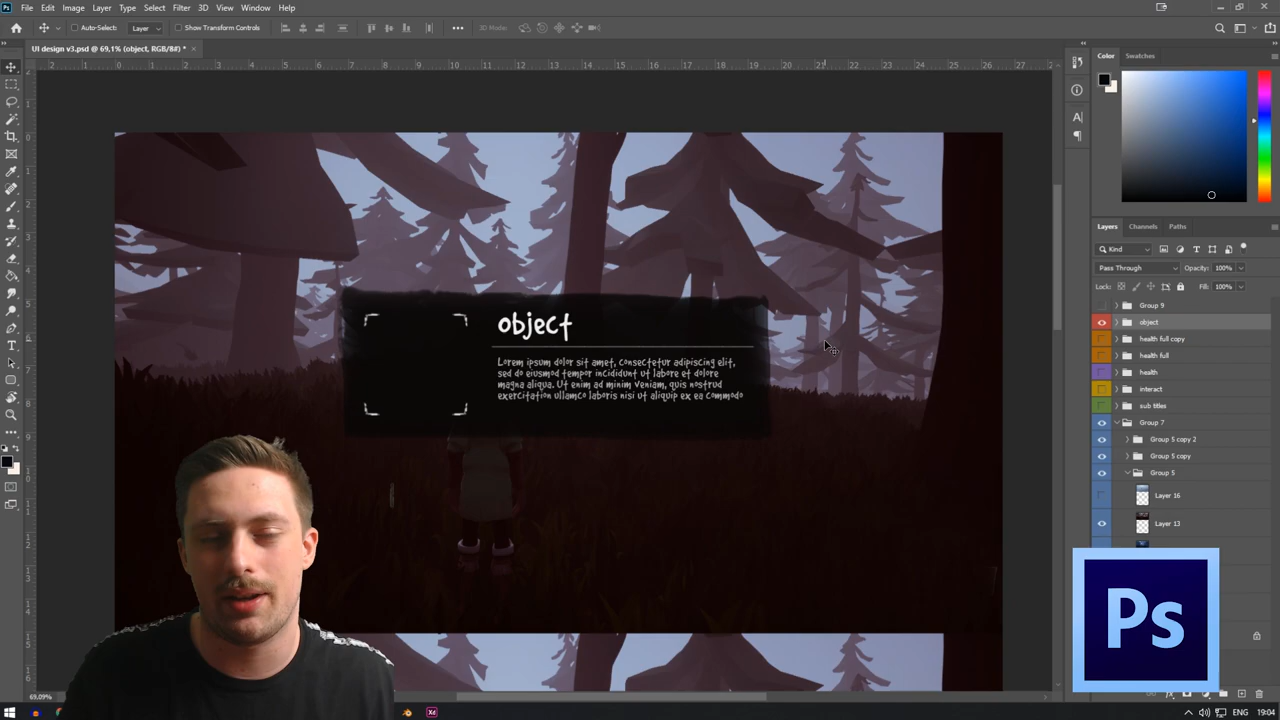 File Edit Image Layer Type Select Filter 3D View Window Help
Auto-Select: Layer Show Transform Controls 3D Mode:
UI design v3.psd @ 69,1% (object, RGB/8#) *
Color Swatches
object
Lorem ipsum dolor sit amet, consectetur adipiscing elit,
sed do eiusmod tempor incididunt ut labore et dolore
magna aliqua. Ut enim ad minim veniam, quis nostrud
exercitation ullamco laboris nisi ut aliquip ex ea commodo
Layers Channels Paths
Kind
Pass Through Opacity: 100%
Lock: Fill: 100%
Group 9
object
health full copy
health full
health
interact
sub titles
Group 7
Group 5 copy 2
Group 5 copy
Group 5
Layer 16
Layer 13
Ps
69,09%
Xd
ENG 19:04